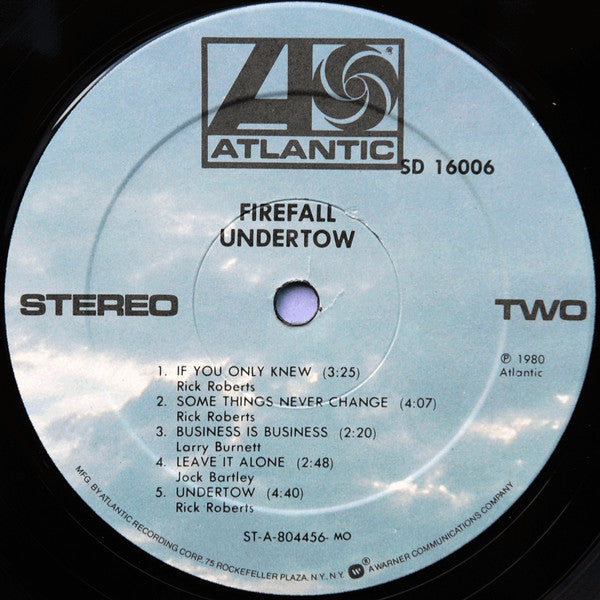 ATLANTIC
SD 16006
FIREFALL
UNDERTOW
STEREO
TWO
1. IF YOU ONLY KNEW (3:25)
Rick Roberts
2. SOME THINGS NEVER CHANGE (4:07)
Rick Roberts
3. BUSINESS IS BUSINESS (2:20)
Larry Burnett
4. LEAVE IT ALONE (2:48)
Jock Bartley
5. UNDERTOW (4:40)
Rick Roberts
℗ 1980
Atlantic
ST-A-804456- MO
MFG. BY ATLANTIC RECORDING CORP. 75 ROCKEFELLER PLAZA, N.Y., N.Y. ® A WARNER COMMUNICATIONS COMPANY